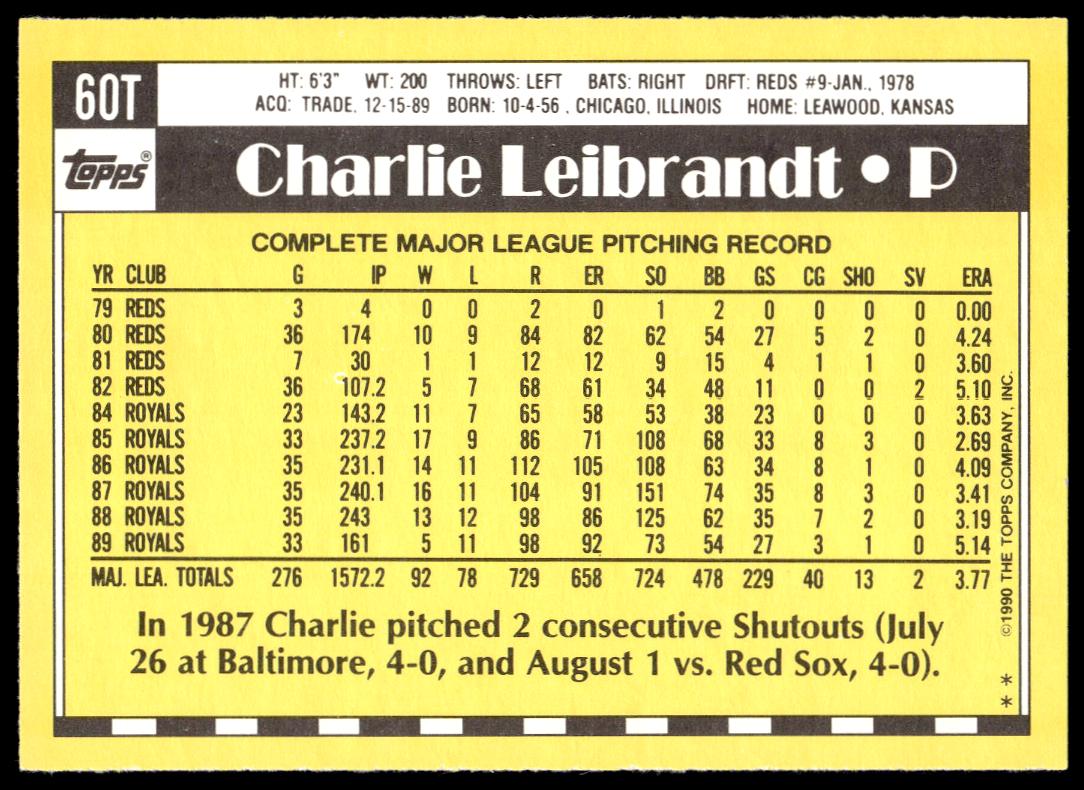 60T
HT: 6'3" WT: 200 THROWS: LEFT BATS: RIGHT DRFT: REDS #9-JAN., 1978
ACQ: TRADE, 12-15-89 BORN: 10-4-56, CHICAGO, ILLINOIS HOME: LEAWOOD, KANSAS
Topps®
Charlie Leibrandt • P
COMPLETE MAJOR LEAGUE PITCHING RECORD
YR CLUB G IP W L R ER SO BB GS CG SHO SV ERA
79 REDS 3 4 0 0 2 0 1 2 0 0 0 0 0.00
80 REDS 36 174 10 9 84 82 62 54 27 5 2 0 4.24
81 REDS 7 30 1 1 12 12 9 15 4 1 1 0 3.60
82 REDS 36 107.2 5 7 68 61 34 48 11 0 0 2 5.10
84 ROYALS 23 143.2 11 7 65 58 53 38 23 0 0 0 3.63
85 ROYALS 33 237.2 17 9 86 71 108 68 33 8 3 0 2.69
86 ROYALS 35 231.1 14 11 112 105 108 63 34 8 1 0 4.09
87 ROYALS 35 240.1 16 11 104 91 151 74 35 8 3 0 3.41
88 ROYALS 35 243 13 12 98 86 125 62 35 7 2 0 3.19
89 ROYALS 33 161 5 11 98 92 73 54 27 3 1 0 5.14
MAJ. LEA. TOTALS 276 1572.2 92 78 729 658 724 478 229 40 13 2 3.77
In 1987 Charlie pitched 2 consecutive Shutouts (July
26 at Baltimore, 4-0, and August 1 vs. Red Sox, 4-0).
* * ©1990 THE TOPPS COMPANY, INC.